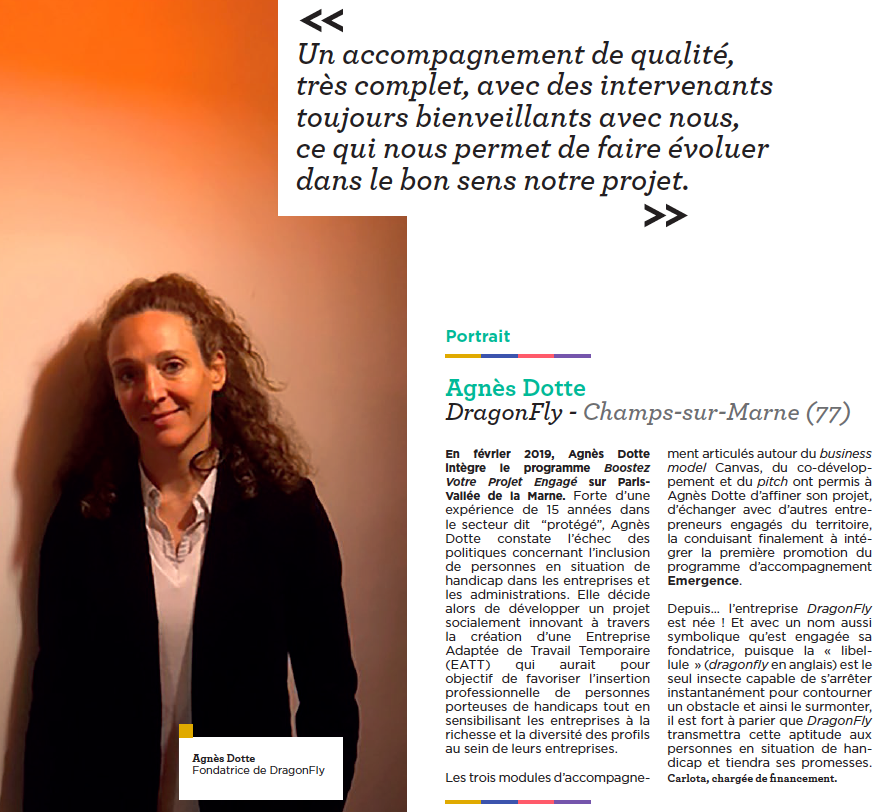 <<
Un accompagnement de qualité,
très complet, avec des intervenants
toujours bienveillants avec nous,
ce qui nous permet de faire évoluer
dans le bon sens notre projet.
>>
Portrait
Agnès Dotte
DragonFly - Champs-sur-Marne (77)
En février 2019, Agnès Dotte
intègre le programme Boostez
Votre Projet Engagé sur Paris-
Vallée de la Marne. Forte d'une
expérience de 15 années dans
le secteur dit "protégé", Agnès
Dotte constate l'échec des
politiques concernant l'inclusion
de personnes en situation de
handicap dans les entreprises et
les administrations. Elle décide
alors de développer un projet
socialement innovant à travers
la création d'une Entreprise
Adaptée de Travail Temporaire
(EATT) qui aurait pour
objectif de favoriser l'insertion
professionnelle de personnes
porteuses de handicaps tout en
sensibilisant les entreprises à la
richesse et la diversité des profils
au sein de leurs entreprises.
Les trois modules d'accompagne-
ment articulés autour du business
model Canvas, du co-dévelop-
pement et du pitch ont permis à
Agnès Dotte d'affiner son projet,
d'échanger avec d'autres entre-
preneurs engagés du territoire,
la conduisant finalement à inté-
grer la première promotion du
programme d'accompagnement
Emergence.
Depuis... l'entreprise DragonFly
est née ! Et avec un nom aussi
symbolique qu'est engagée sa
fondatrice, puisque la « libel-
lule » (dragonfly en anglais) est le
seul insecte capable de s'arrêter
instantanément pour contourner
un obstacle et ainsi le surmonter,
il est fort à parier que DragonFly
transmettra cette aptitude aux
personnes en situation de han-
dicap et tiendra ses promesses.
Carlota, chargée de financement.
Agnès Dotte
Fondatrice de DragonFly